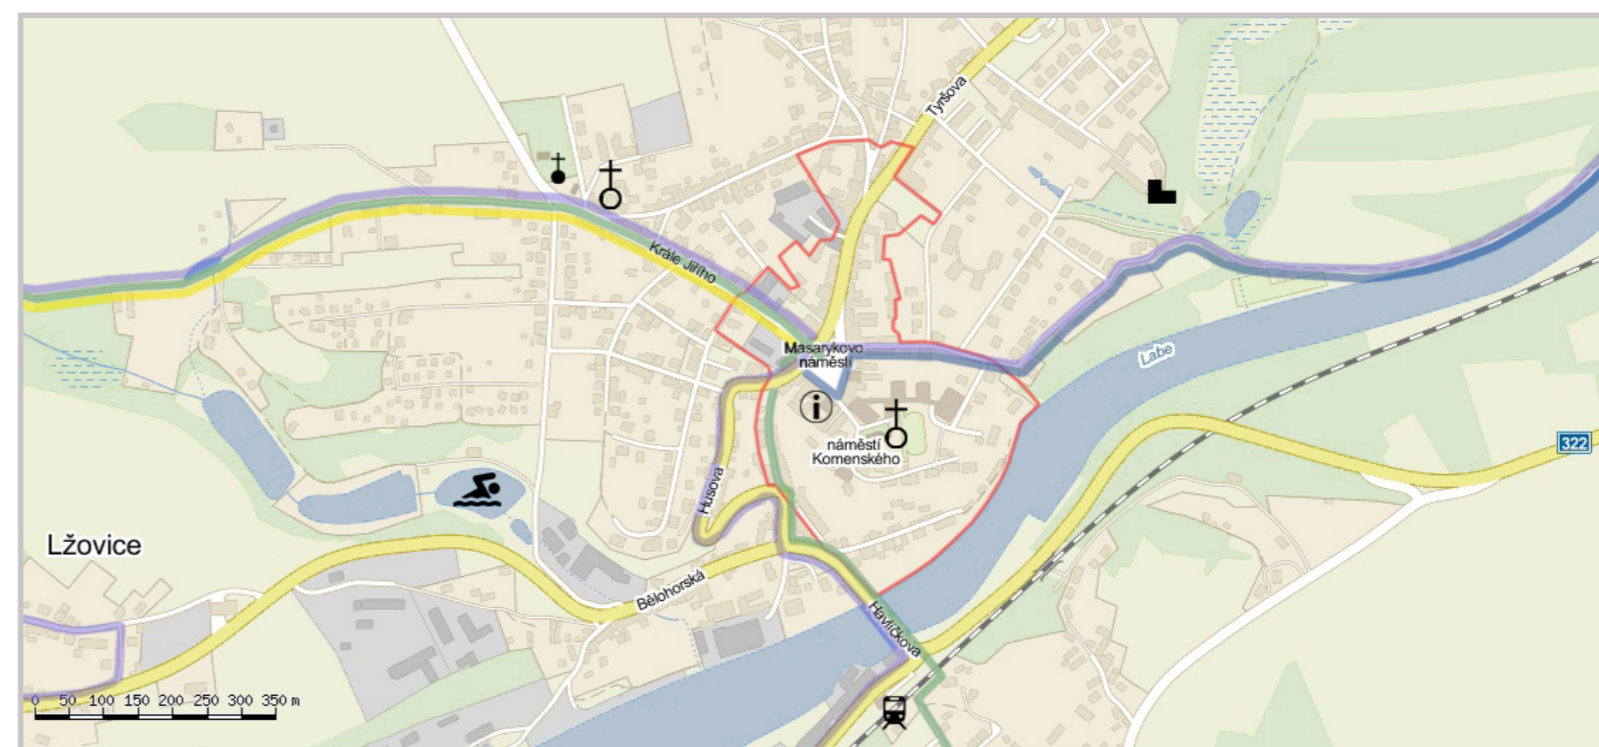 Tyršova
Krále Jiřího
Masarykovo
náměstí
Labe
náměstí
Komenského
322
Husova
Lžovice
Bělohorská
Havlíčkova
0 50 100 150 200 250 300 350 m